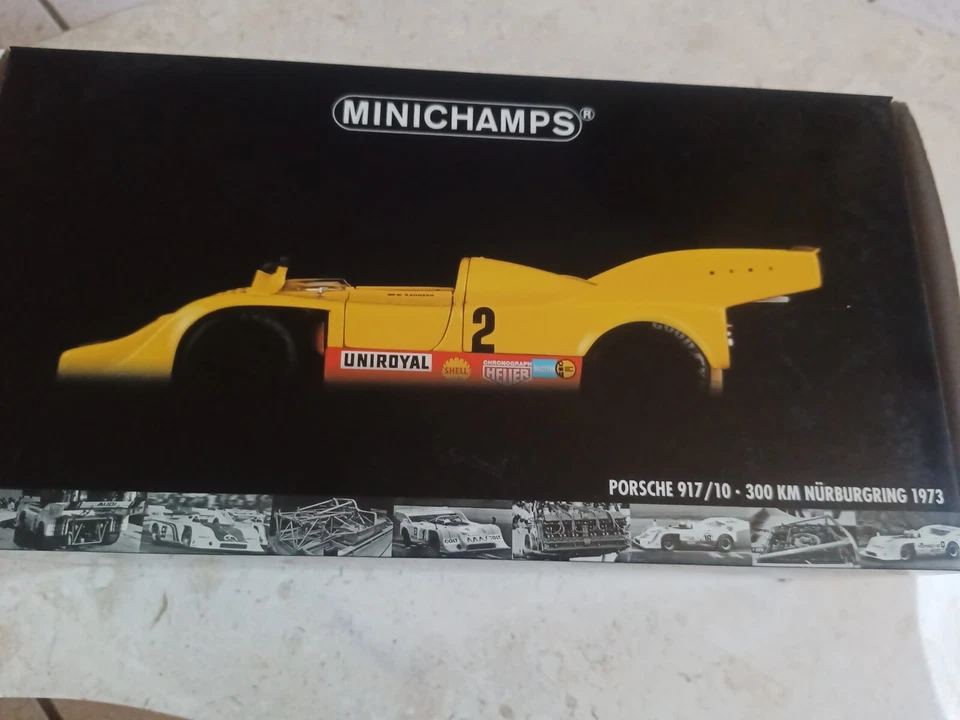 MINICHAMPS®
2
UNIROYAL
SHELL
CHRONOGRAPH
HEUER
PORSCHE 917/10 - 300 KM NÜRBURGRING 1973